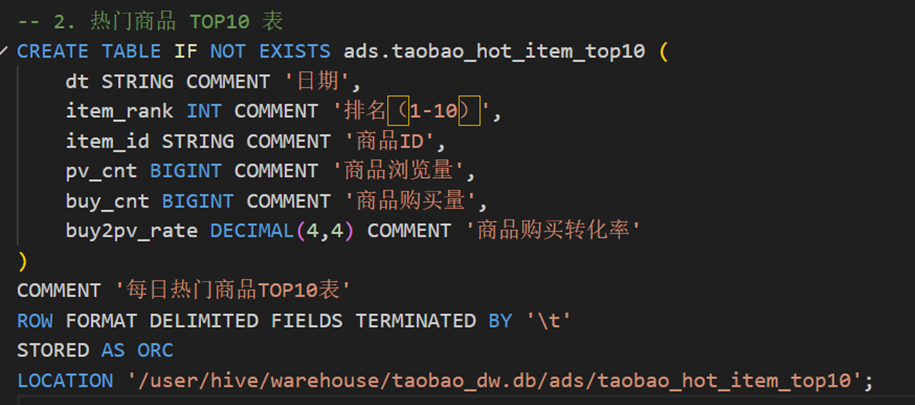 -- 2. 热门商品 TOP10 表
CREATE TABLE IF NOT EXISTS ads.taobao_hot_item_top10 (
dt STRING COMMENT '日期',
item_rank INT COMMENT '排名（1-10）',
item_id STRING COMMENT '商品ID',
pv_cnt BIGINT COMMENT '商品浏览量',
buy_cnt BIGINT COMMENT '商品购买量',
buy2pv_rate DECIMAL(4,4) COMMENT '商品购买转化率'
)
COMMENT '每日热门商品TOP10表'
ROW FORMAT DELIMITED FIELDS TERMINATED BY '\t'
STORED AS ORC
LOCATION '/user/hive/warehouse/taobao_dw.db/ads/taobao_hot_item_top10';